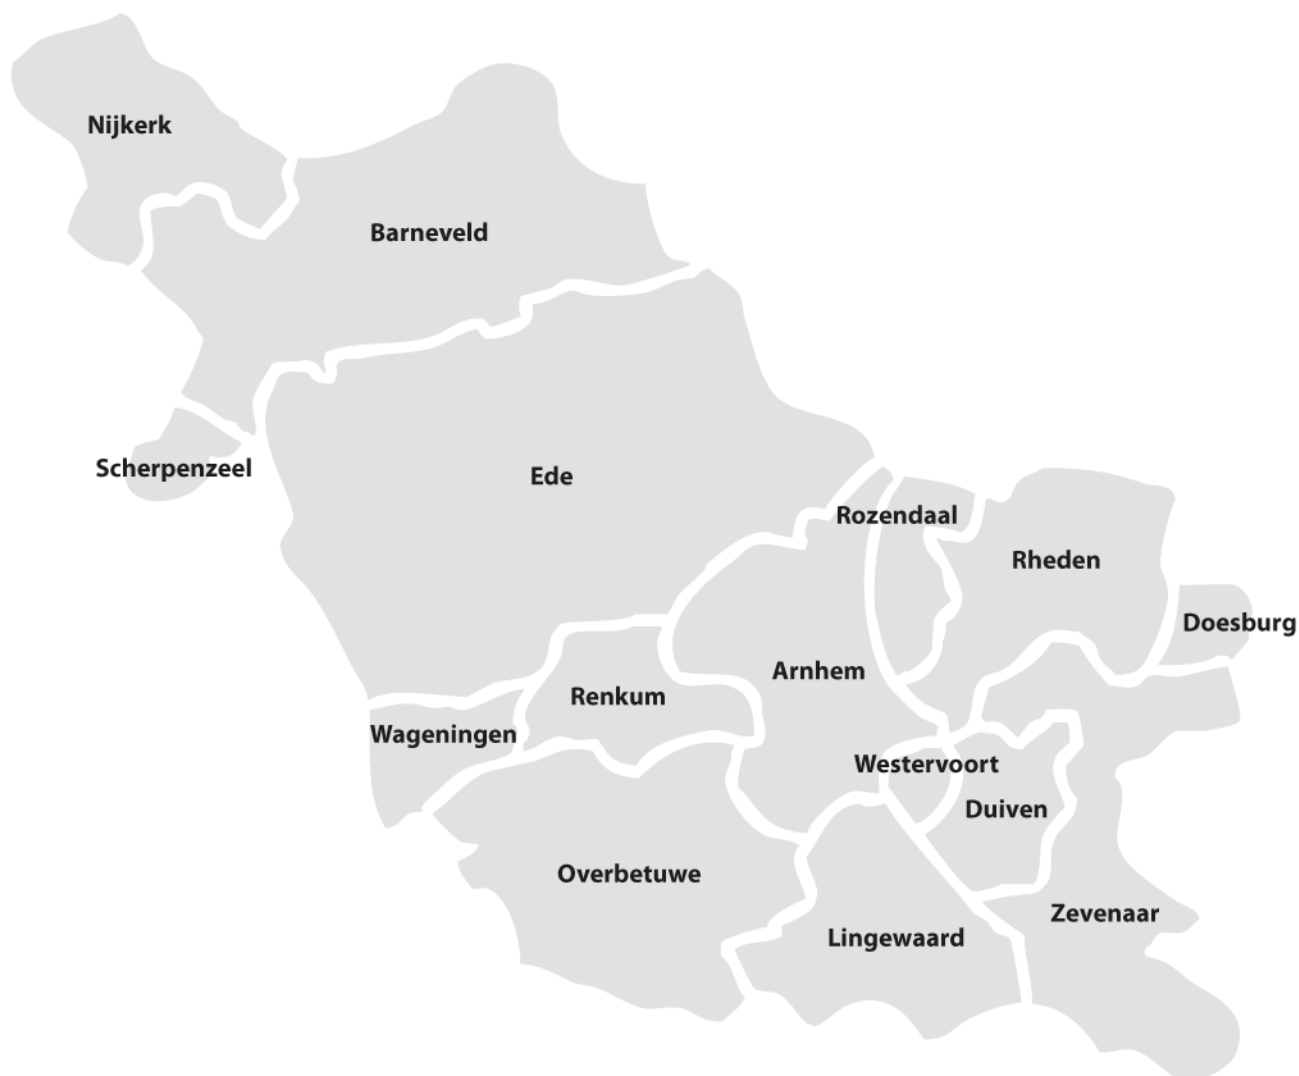 Nijkerk
Barneveld
Scherpenzeel
Ede
Rozendaal
Rheden
Doesburg
Arnhem
Renkum
Wageningen
Westervoort
Duiven
Overbetuwe
Zevenaar
Lingewaard